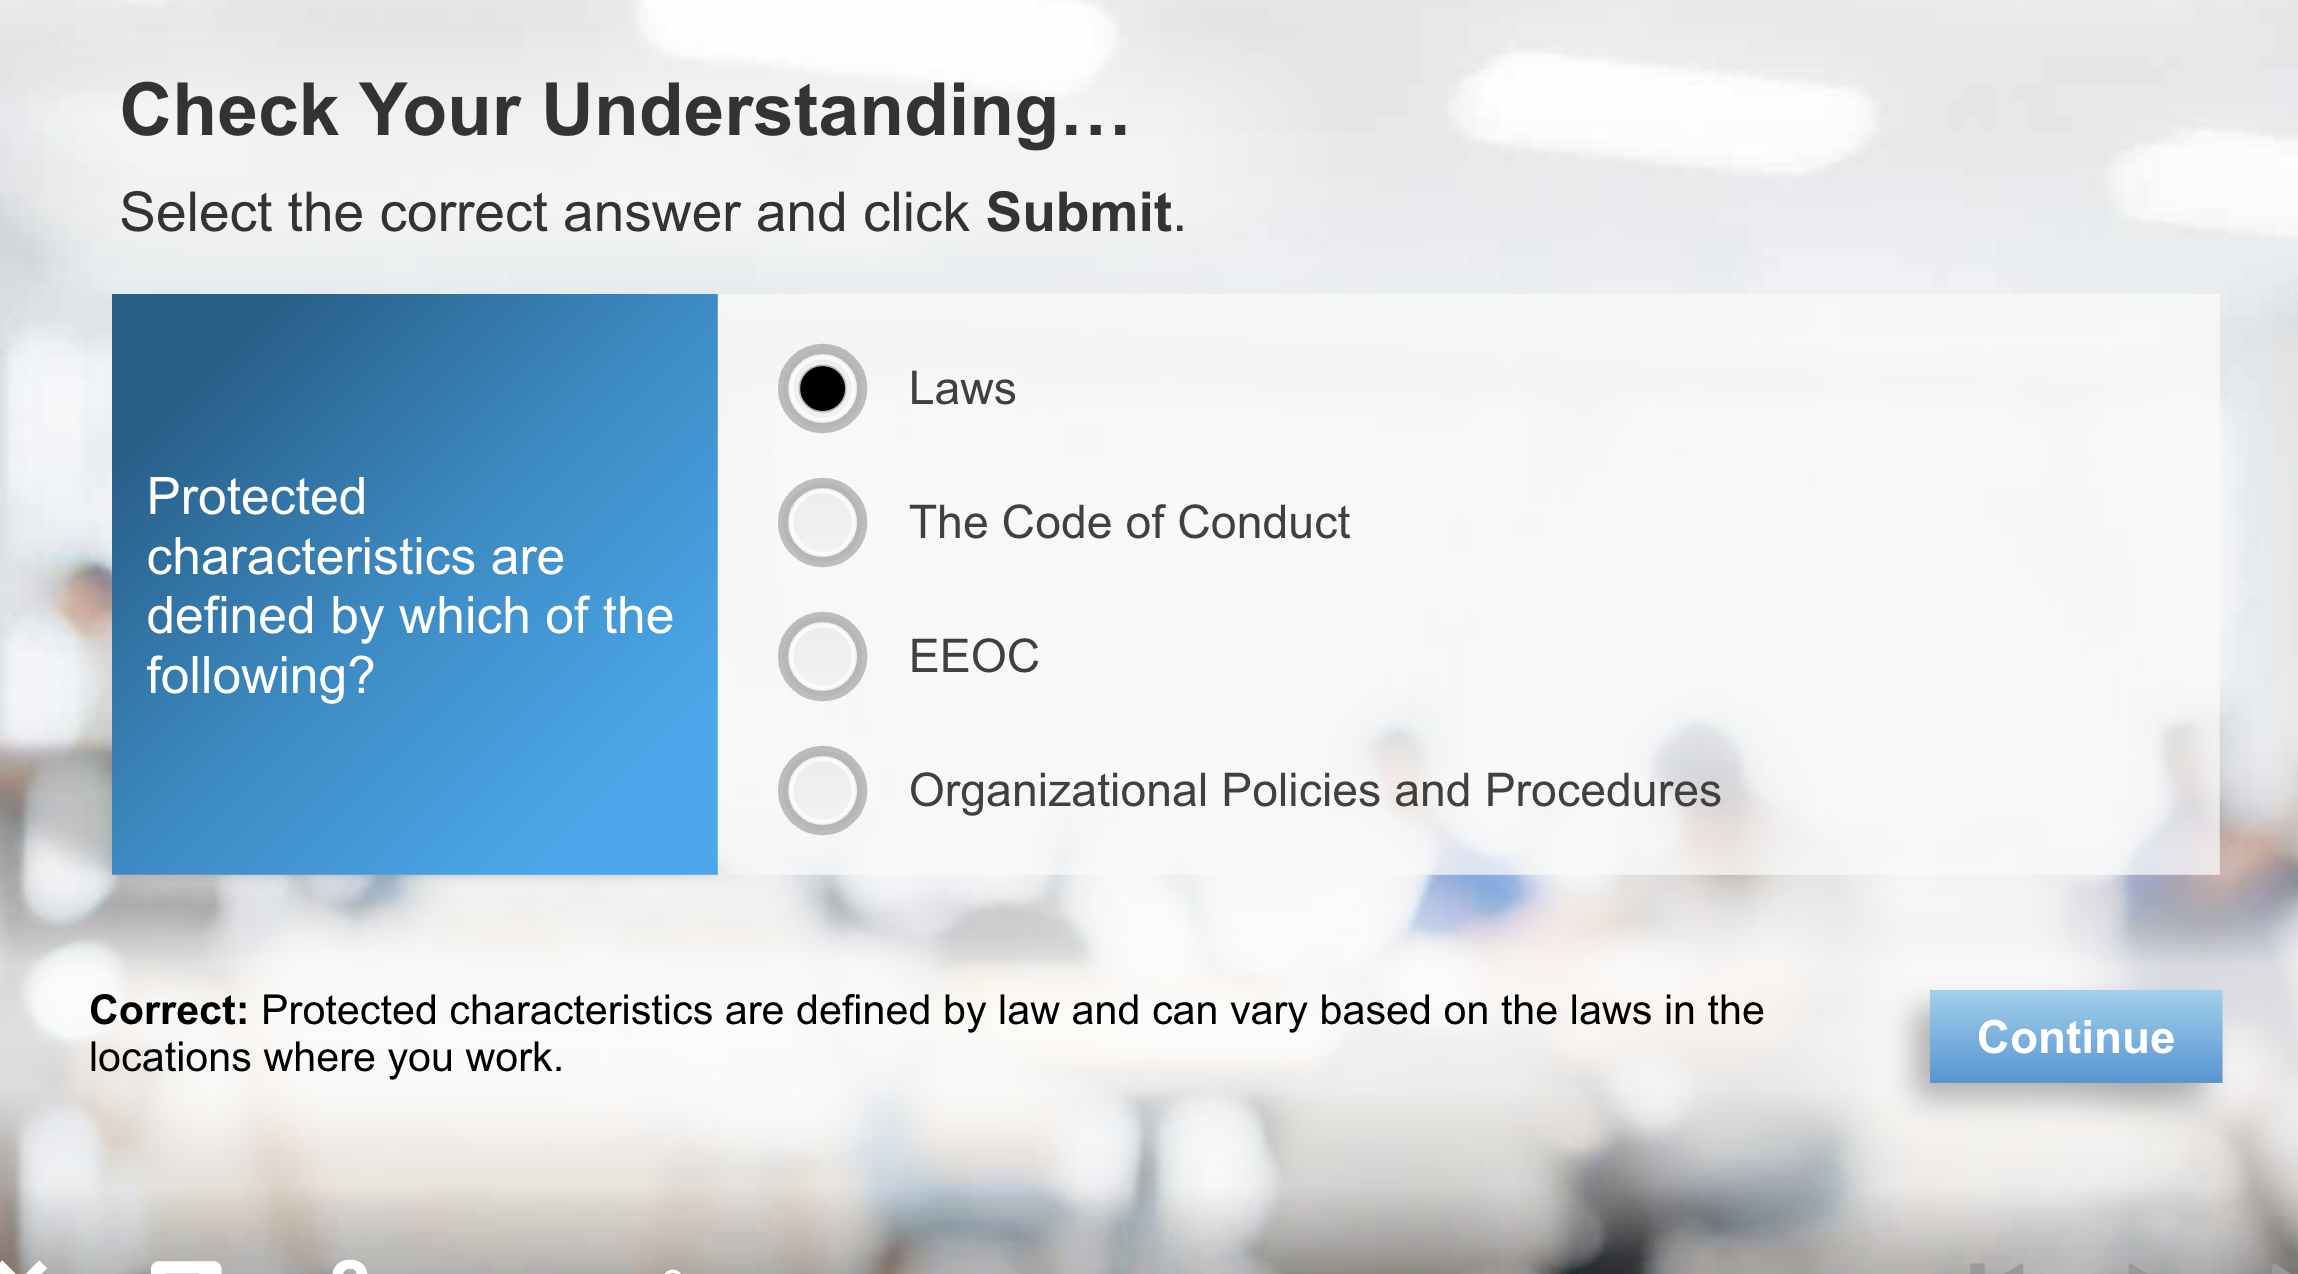 Check Your Understanding…
Select the correct answer and click Submit.
Protected
characteristics are
defined by which of the
following?
Laws
The Code of Conduct
EEOC
Organizational Policies and Procedures
Correct: Protected characteristics are defined by law and can vary based on the laws in the
locations where you work.
Continue